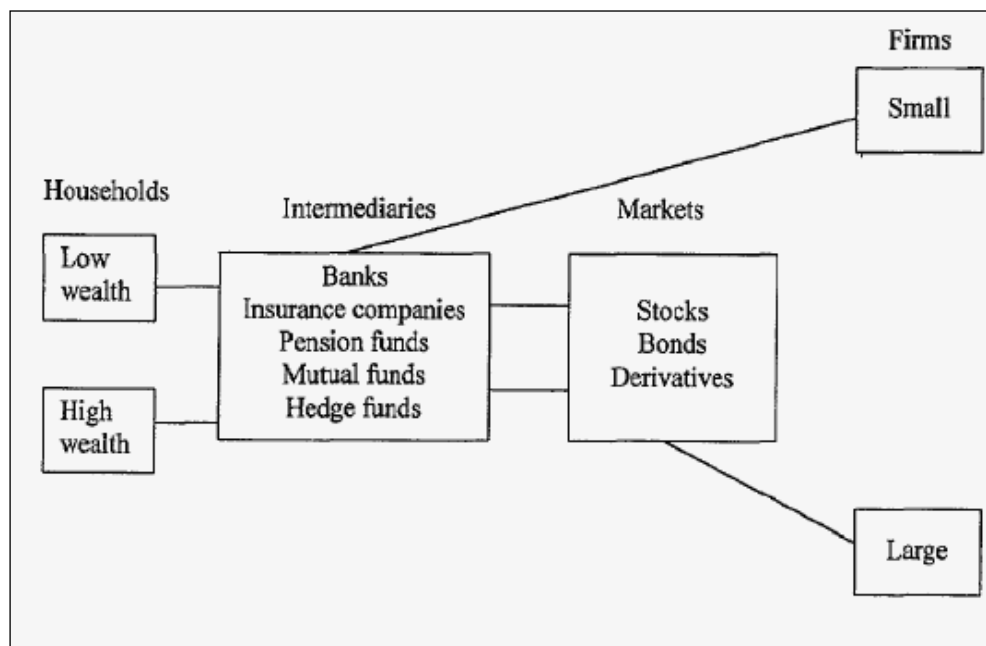 Firms
Small
Households
Intermediaries
Markets
Low
wealth
Banks
Insurance companies
Pension funds
Mutual funds
Hedge funds
Stocks
Bonds
Derivatives
High
wealth
Large